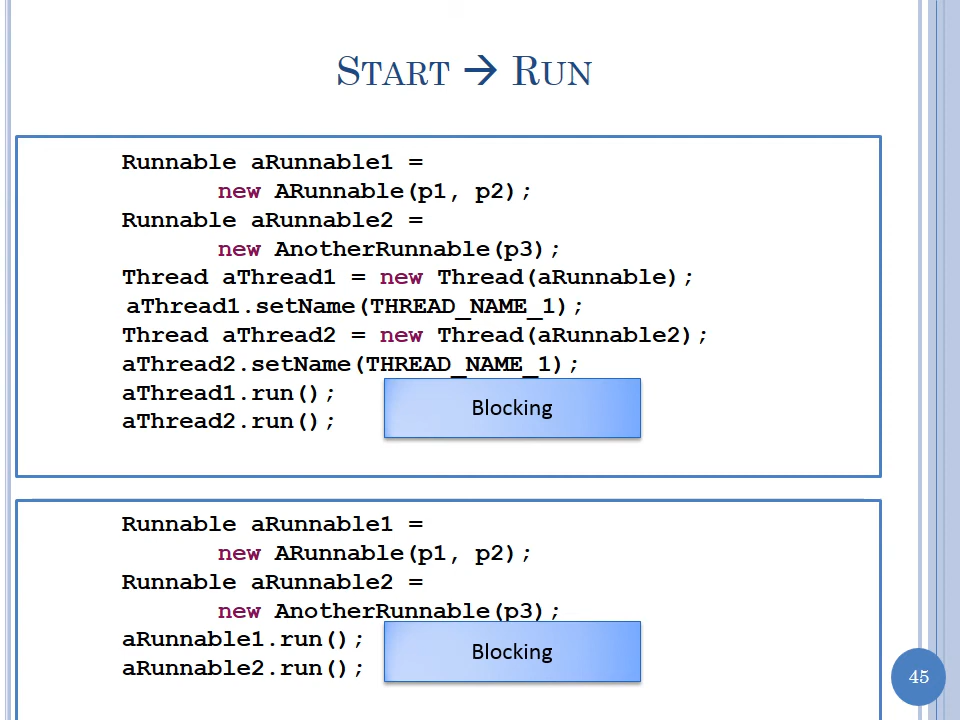 START → RUN
Runnable aRunnable1 =
new ARunnable(p1, p2);
Runnable aRunnable2 =
new AnotherRunnable(p3);
Thread aThread1 = new Thread(aRunnable);
aThread1.setName(THREAD_NAME_1);
Thread aThread2 = new Thread(aRunnable2);
aThread2.setName(THREAD_NAME_1);
aThread1.run();
aThread2.run();
Blocking
Runnable aRunnable1 =
new ARunnable(p1, p2);
Runnable aRunnable2 =
new AnotherRunnable(p3);
aRunnable1.run();
aRunnable2.run();
Blocking
45